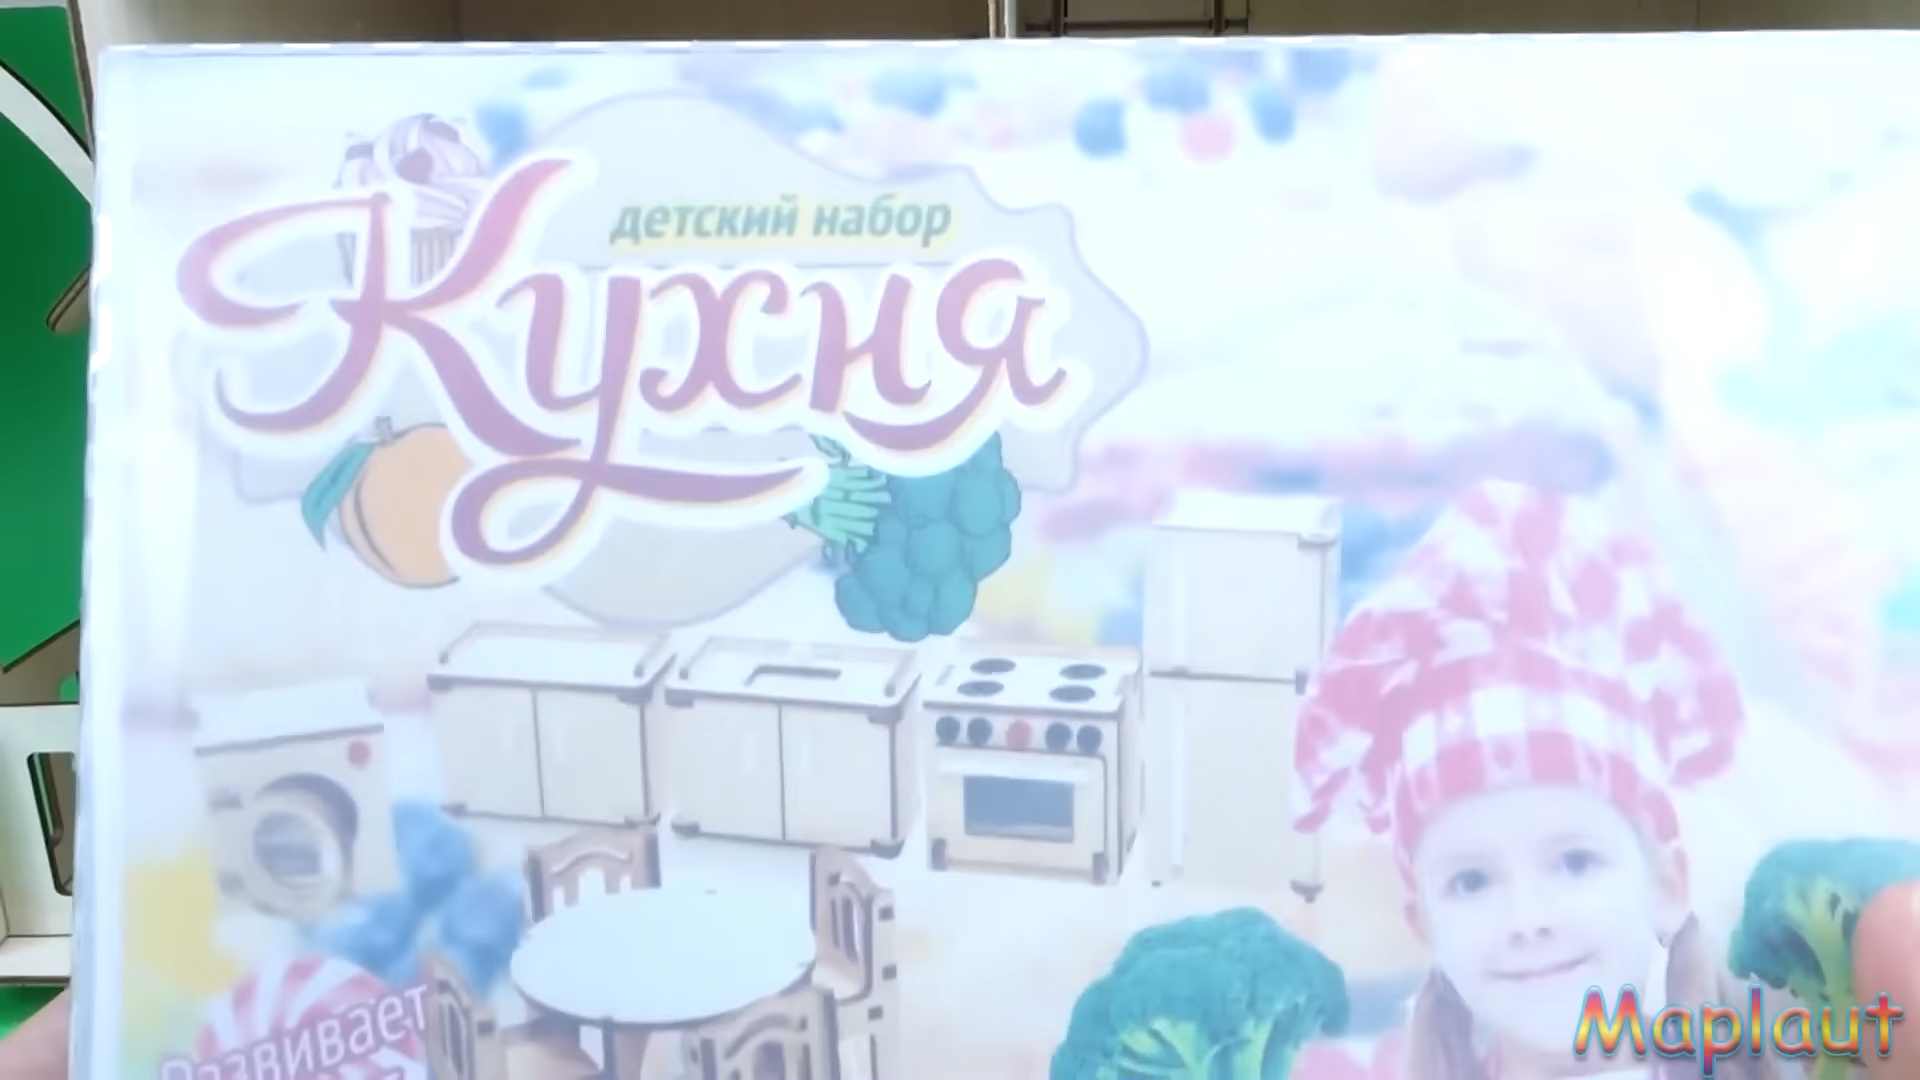 детский набор
Кухня
Развивает
Maplaut